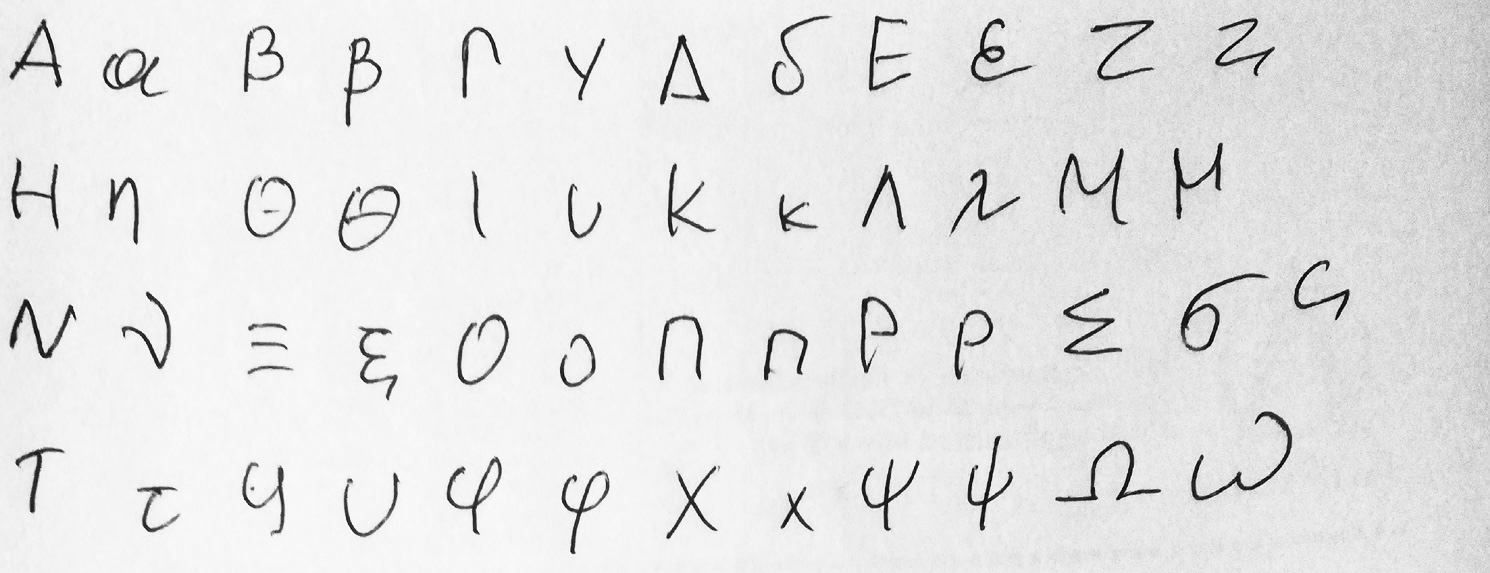 Α α Β β Γ γ Δ δ Ε ε Ζ ζ
Η η Θ θ Ι ι Κ κ Λ λ Μ μ
Ν ν Ξ ξ Ο ο Π π Ρ ρ Σ σ ς
Τ τ Υ υ Φ φ Χ χ Ψ ψ Ω ω